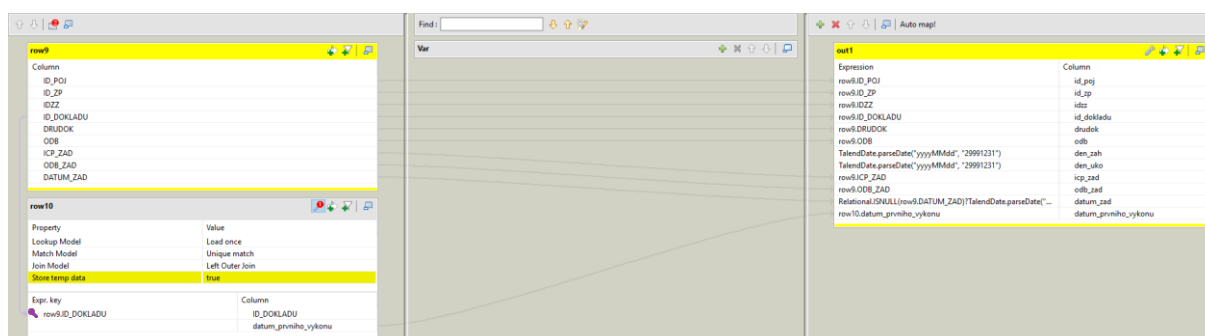 row9
Column
ID_POJ
ID_ZP
IDZZ
ID_DOKLADU
DRUDOK
ODB
ICP_ZAD
ODB_ZAD
DATUM_ZAD
row10
Property Value
Lookup Model Load once
Match Model Unique match
Join Model Left Outer Join
Store temp data true
Expr. key Column
row9.ID_DOKLADU ID_DOKLADU
datum_prvniho_vykonu
Find :
Var
Auto map!
out1
Expression Column
row9.ID_POJ id_poj
row9.ID_ZP id_zp
row9.IDZZ idzz
row9.ID_DOKLADU id_dokladu
row9.DRUDOK drudok
row9.ODB odb
TalendDate.parseDate("yyyyMMdd", "29991231") den_zah
TalendDate.parseDate("yyyyMMdd", "29991231") den_uko
row9.ICP_ZAD icp_zad
row9.ODB_ZAD odb_zad
Relational.ISNULL(row9.DATUM_ZAD)?TalendDate.parseDate("... datum_zad
row10.datum_prvniho_vykonu datum_prvniho_vykonu